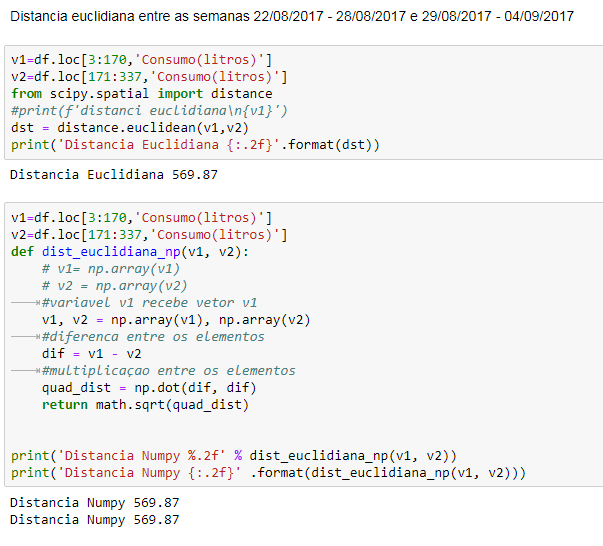 Distancia euclidiana entre as semanas 22/08/2017 - 28/08/2017 e 29/08/2017 - 04/09/2017
v1=df.loc[3:170,'Consumo(litros)']
v2=df.loc[171:337,'Consumo(litros)']
from scipy.spatial import distance
#print(f'distanci euclidiana\n{v1}')
dst = distance.euclidean(v1,v2)
print('Distancia Euclidiana {:.2f}'.format(dst))
Distancia Euclidiana 569.87
v1=df.loc[3:170,'Consumo(litros)']
v2=df.loc[171:337,'Consumo(litros)']
def dist_euclidiana_np(v1, v2):
    # v1= np.array(v1)
    # v2 = np.array(v2)
    #variavel v1 recebe vetor v1
    v1, v2 = np.array(v1), np.array(v2)
    #diferenca entre os elementos
    dif = v1 - v2
    #multiplicaçao entre os elementos
    quad_dist = np.dot(dif, dif)
    return math.sqrt(quad_dist)
print('Distancia Numpy %.2f' % dist_euclidiana_np(v1, v2))
print('Distancia Numpy {:.2f}' .format(dist_euclidiana_np(v1, v2)))
Distancia Numpy 569.87
Distancia Numpy 569.87